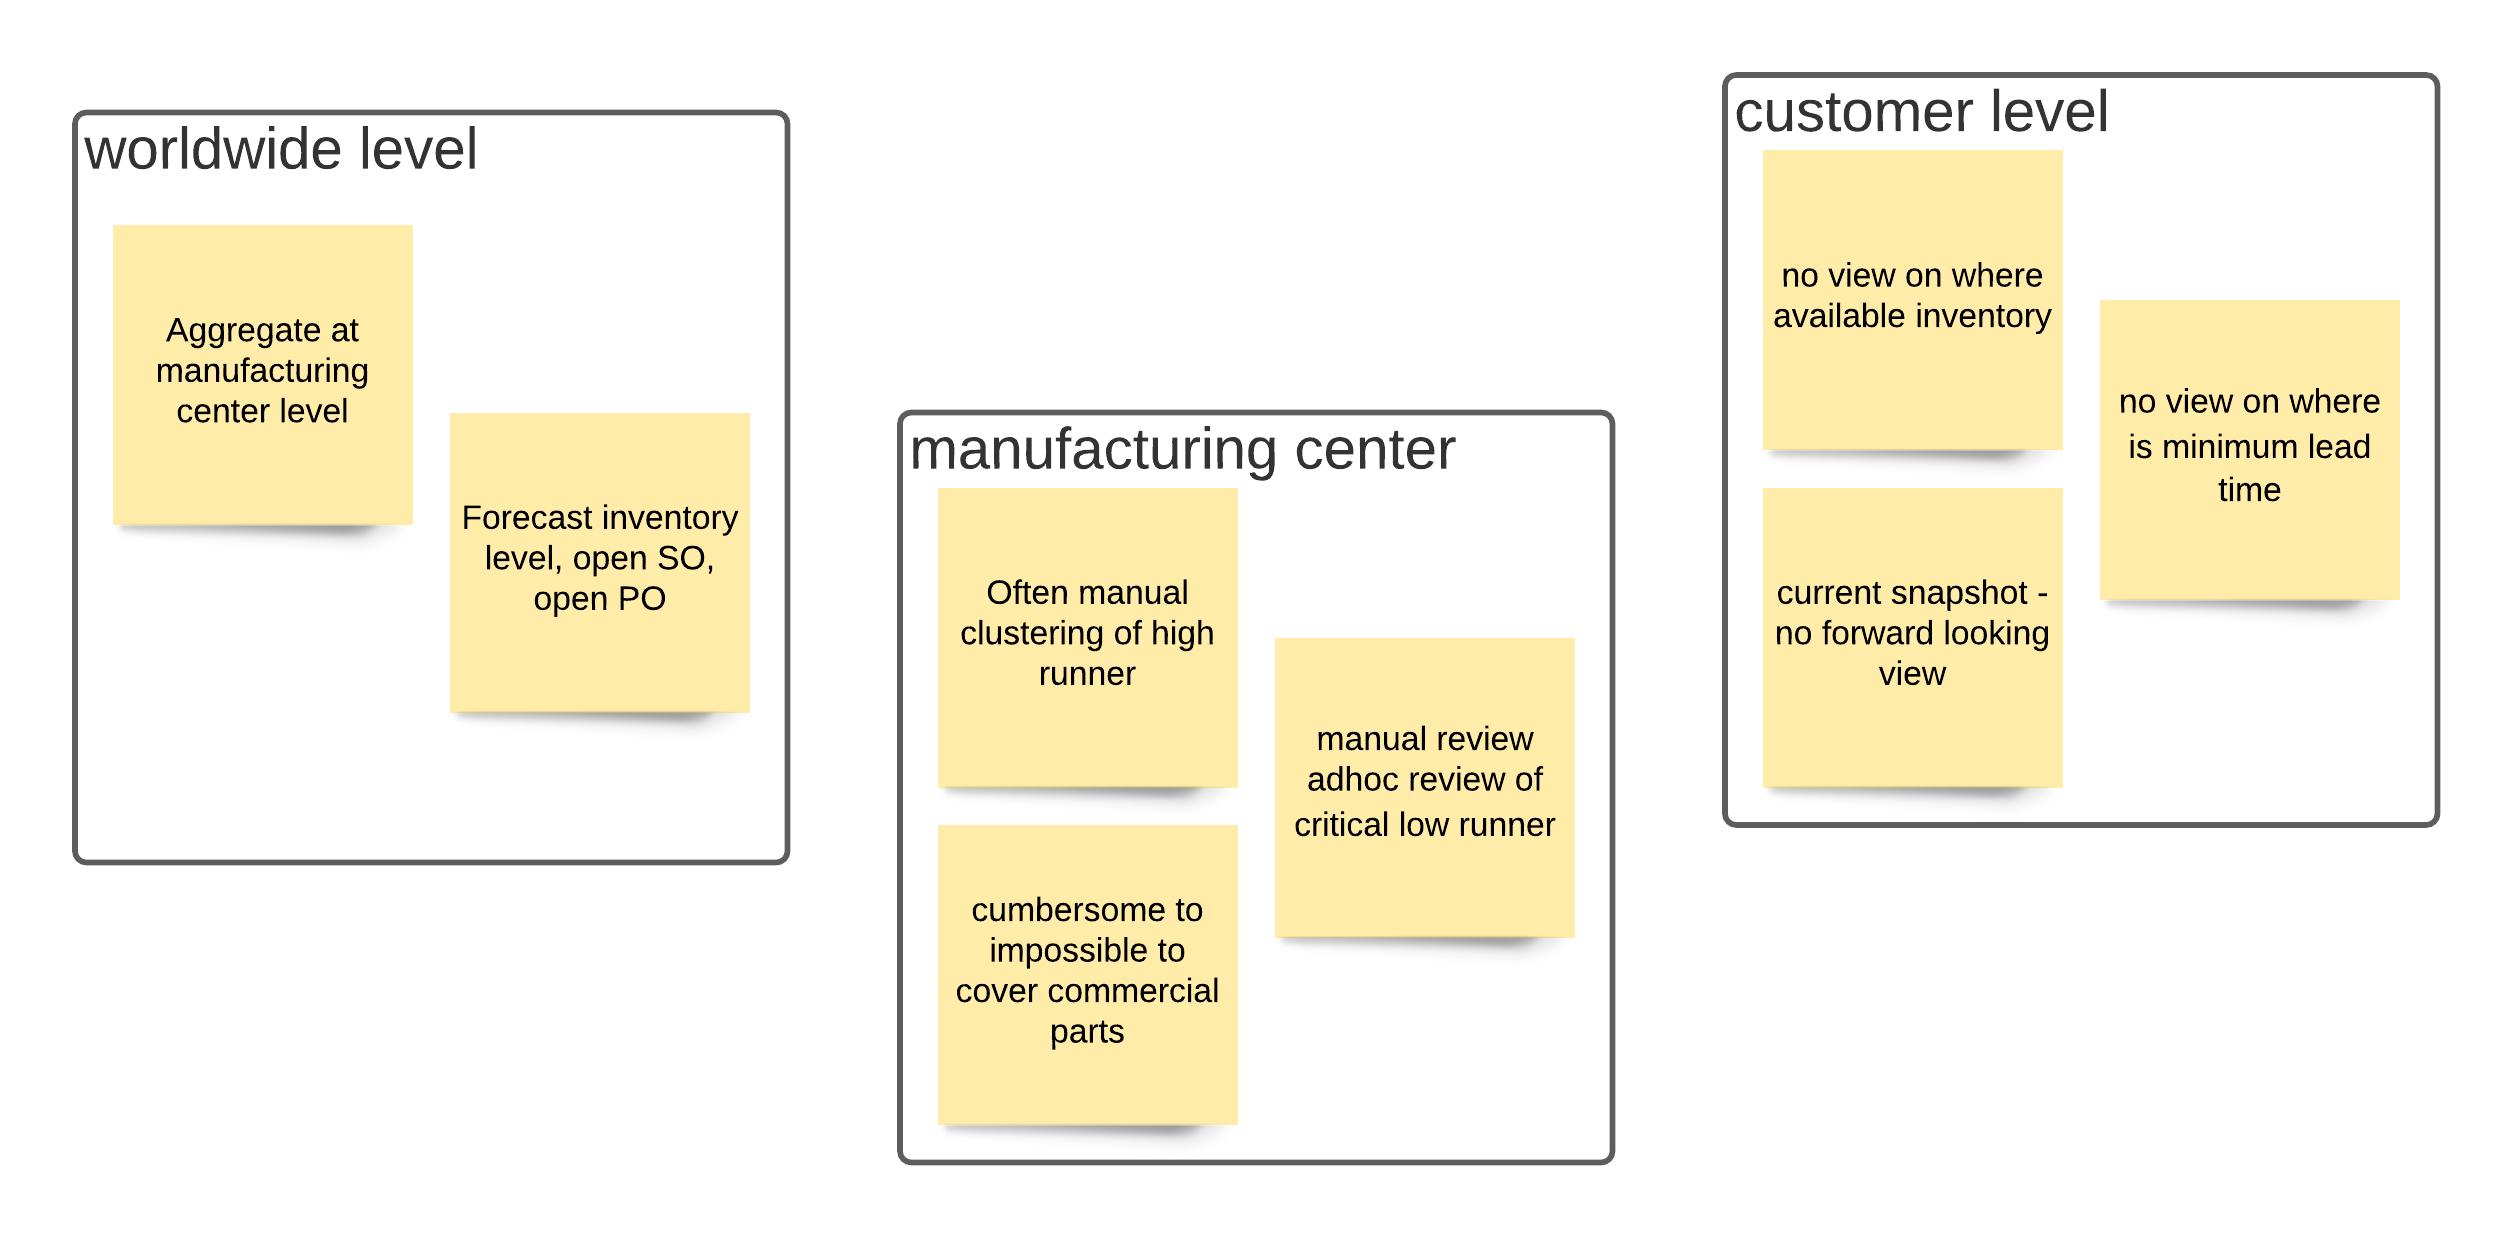 worldwide level
Aggregate at
manufacturing
center level
Forecast inventory
level, open SO,
open PO
manufacturing center
Often manual
clustering of high
runner
manual review
adhoc review of
critical low runner
cumbersome to
impossible to
cover commercial
parts
customer level
no view on where
available inventory
no view on where
is minimum lead
time
current snapshot -
no forward looking
view